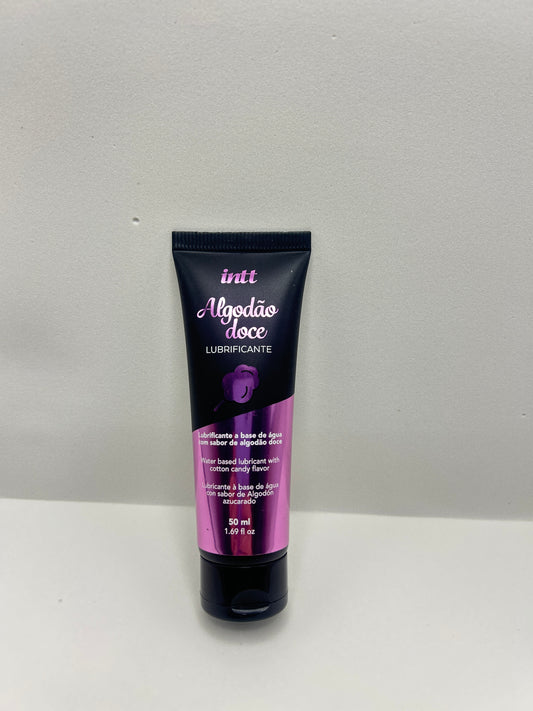 intt
Algodão
doce
LUBRIFICANTE
Lubrificante a base de água
com sabor de algodão doce
Water based lubricant with
cotton candy flavor
Lubricante à base de água
con sabor de Algodón
azucarado
50 ml
1.69 fl oz